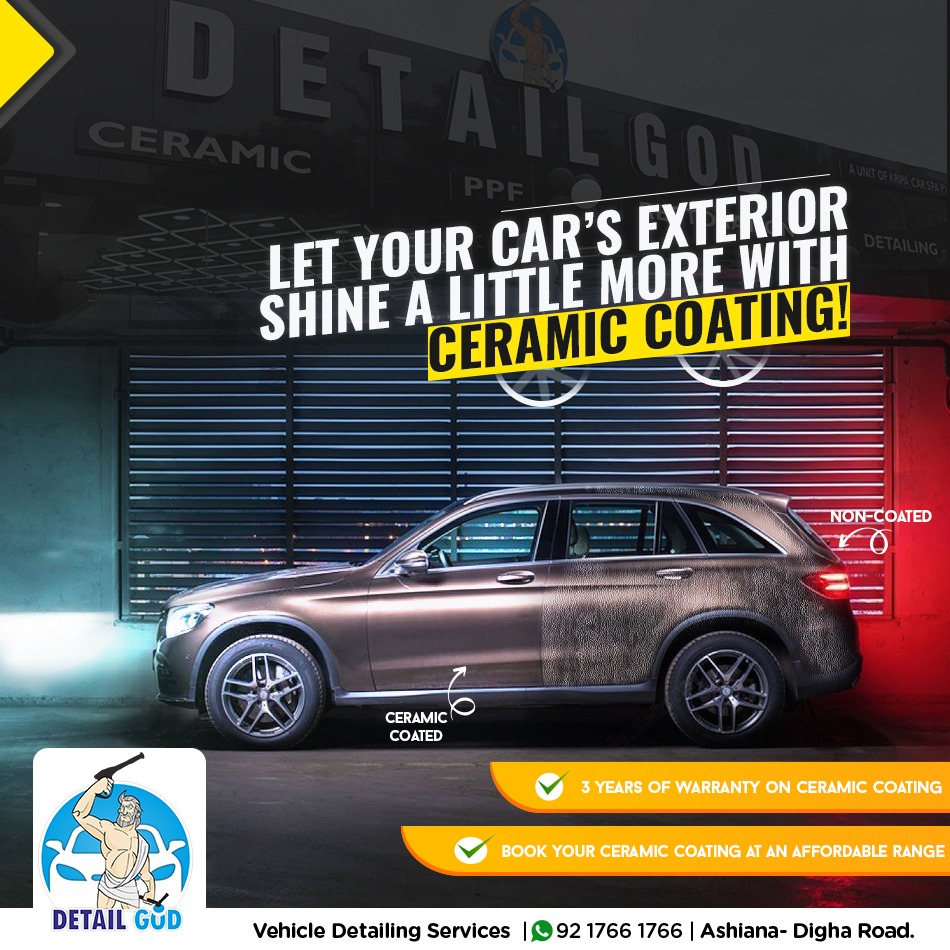 DETAIL GOD
CERAMIC
PPF
A UNIT OF KRIPA CAR SPA P
DETAILING
LET YOUR CAR'S EXTERIOR
SHINE A LITTLE MORE WITH
CERAMIC COATING!
NON-COATED
CERAMIC
COATED
3 YEARS OF WARRANTY ON CERAMIC COATING
BOOK YOUR CERAMIC COATING AT AN AFFORDABLE RANGE
DETAIL GOD
Vehicle Detailing Services | 92 1766 1766 | Ashiana- Digha Road.